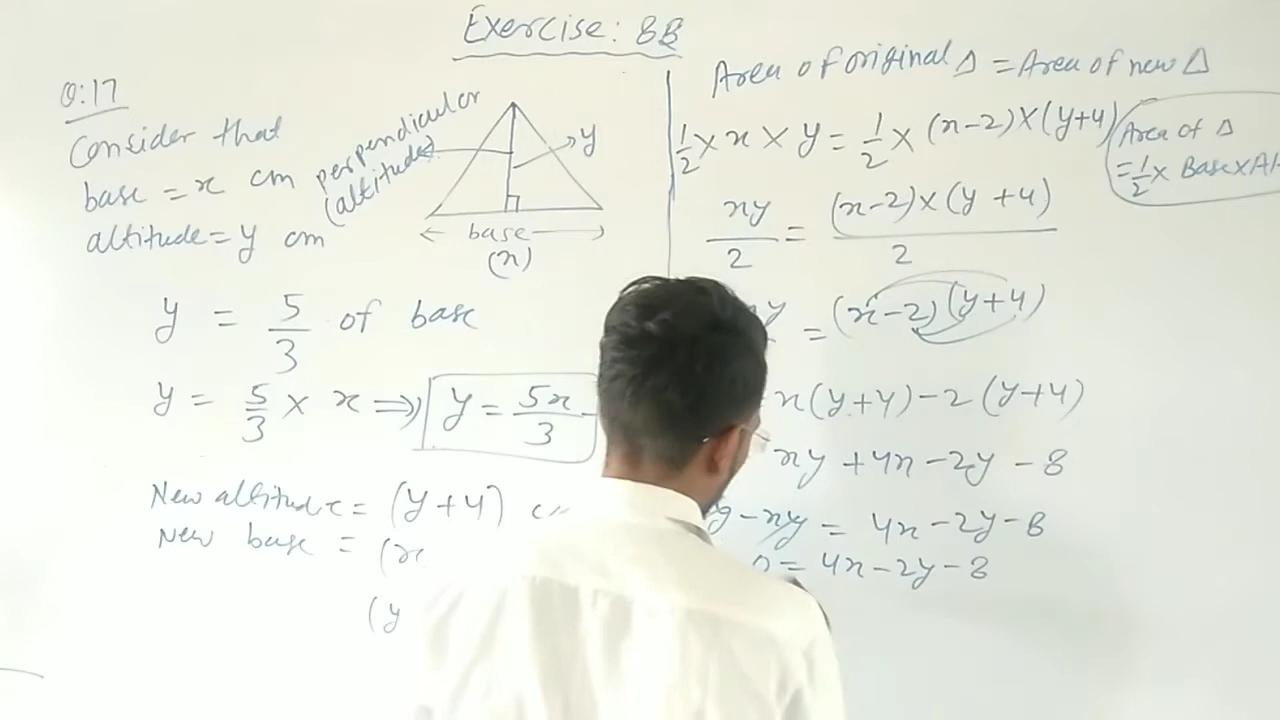 Exercise: 8B
Q:17
Consider that
base = x cm
altitude = y cm
perpendicular
(altitude)
y
base
(x)
y = 5/3 of base
y = 5/3 × x ⇒ y = 5x/3
New altitude = (y+4)
New base = (x
(y
Area of original Δ = Area of new Δ
1/2 × x × y = 1/2 × (x-2) × (y+4)
Area of Δ
= 1/2 × Base × Al
xy/2 = (x-2) × (y+4)/2
y = (x-2)(y+4)
x(y+4) - 2(y+4)
xy + 4x - 2y - 8
y - xy = 4x - 2y - 8
0 = 4x - 2y - 8